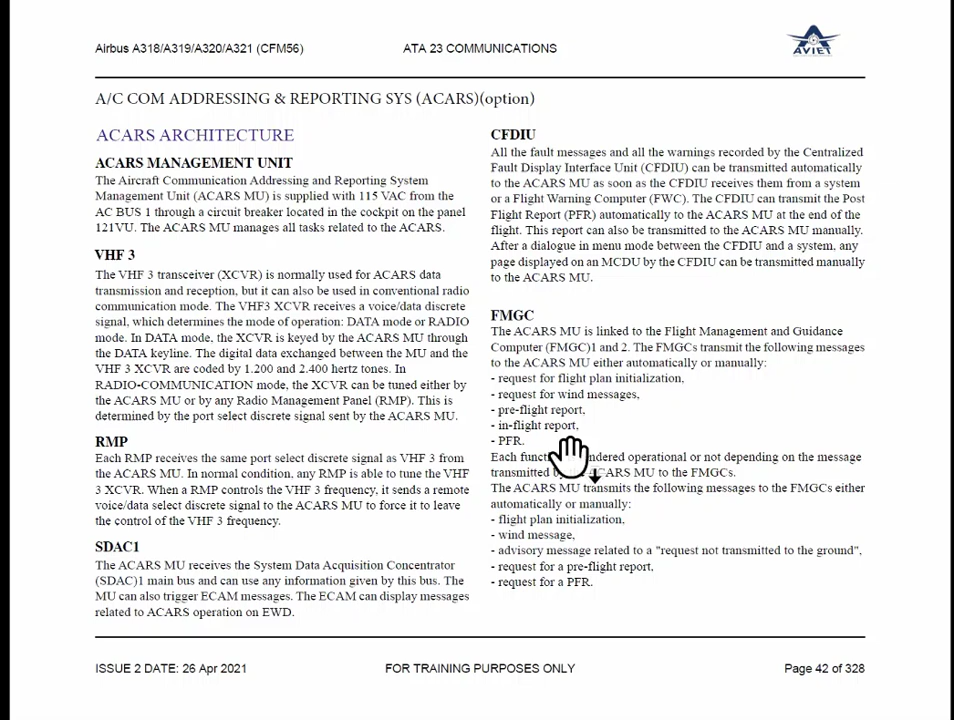 Airbus A318/A319/A320/A321 (CFM56)
ATA 23 COMMUNICATIONS
AVIET
A/C COM ADDRESSING & REPORTING SYS (ACARS)(option)
ACARS ARCHITECTURE
ACARS MANAGEMENT UNIT
The Aircraft Communication Addressing and Reporting System
Management Unit (ACARS MU) is supplied with 115 VAC from the
AC BUS 1 through a circuit breaker located in the cockpit on the panel
121VU. The ACARS MU manages all tasks related to the ACARS.
VHF 3
The VHF 3 transceiver (XCVR) is normally used for ACARS data
transmission and reception, but it can also be used in conventional radio
communication mode. The VHF3 XCVR receives a voice/data discrete
signal, which determines the mode of operation: DATA mode or RADIO
mode. In DATA mode, the XCVR is keyed by the ACARS MU through
the DATA keyline. The digital data exchanged between the MU and the
VHF 3 XCVR are coded by 1.200 and 2.400 hertz tones. In
RADIO-COMMUNICATION mode, the XCVR can be tuned either by
the ACARS MU or by any Radio Management Panel (RMP). This is
determined by the port select discrete signal sent by the ACARS MU.
RMP
Each RMP receives the same port select discrete signal as VHF 3 from
the ACARS MU. In normal condition, any RMP is able to tune the VHF
3 XCVR. When a RMP controls the VHF 3 frequency, it sends a remote
voice/data select discrete signal to the ACARS MU to force it to leave
the control of the VHF 3 frequency.
SDAC1
The ACARS MU receives the System Data Acquisition Concentrator
(SDAC)1 main bus and can use any information given by this bus. The
MU can also trigger ECAM messages. The ECAM can display messages
related to ACARS operation on EWD.
CFDIU
All the fault messages and all the warnings recorded by the Centralized
Fault Display Interface Unit (CFDIU) can be transmitted automatically
to the ACARS MU as soon as the CFDIU receives them from a system
or a Flight Warning Computer (FWC). The CFDIU can transmit the Post
Flight Report (PFR) automatically to the ACARS MU at the end of the
flight. This report can also be transmitted to the ACARS MU manually.
After a dialogue in menu mode between the CFDIU and a system, any
page displayed on an MCDU by the CFDIU can be transmitted manually
to the ACARS MU.
FMGC
The ACARS MU is linked to the Flight Management and Guidance
Computer (FMGC)1 and 2. The FMGCs transmit the following messages
to the ACARS MU either automatically or manually:
- request for flight plan initialization,
- request for wind messages,
- pre-flight report,
- in-flight report,
- PFR.
Each operational or not depending on the message
transmitted MU to the FMGCs.
The ACARS MU transmits the following messages to the FMGCs either
automatically or manually:
- flight plan initialization,
- wind message,
- advisory message related to a "request not transmitted to the ground",
- request for a pre-flight report,
- request for a PFR.
ISSUE 2 DATE: 26 Apr 2021
FOR TRAINING PURPOSES ONLY
Page 42 of 328